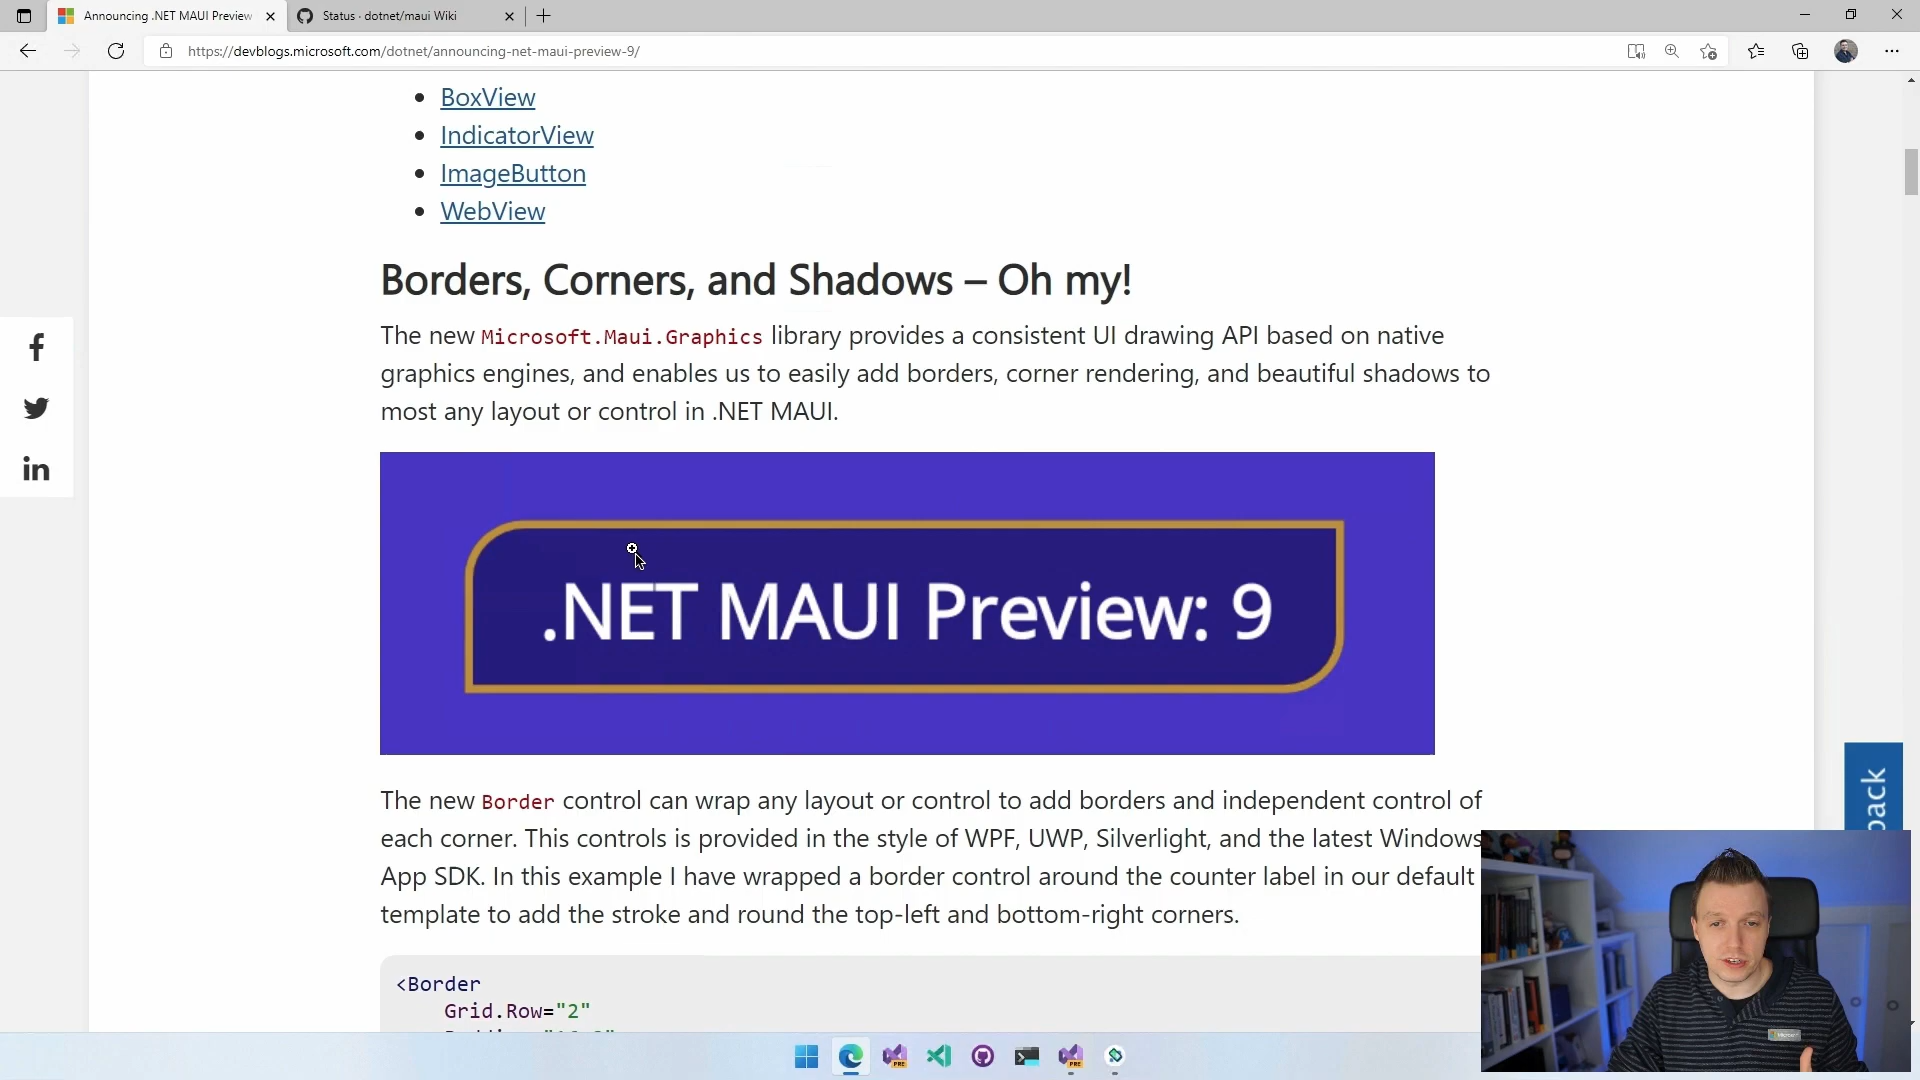 Announcing .NET MAUI Preview
Status · dotnet/maui Wiki
https://devblogs.microsoft.com/dotnet/announcing-net-maui-preview-9/
BoxView
IndicatorView
ImageButton
WebView
Borders, Corners, and Shadows – Oh my!
The new Microsoft.Maui.Graphics library provides a consistent UI drawing API based on native
graphics engines, and enables us to easily add borders, corner rendering, and beautiful shadows to
most any layout or control in .NET MAUI.
.NET MAUI Preview: 9
The new Border control can wrap any layout or control to add borders and independent control of
each corner. This controls is provided in the style of WPF, UWP, Silverlight, and the latest Windows
App SDK. In this example I have wrapped a border control around the counter label in our default
template to add the stroke and round the top-left and bottom-right corners.
<Border
Grid.Row="2"
PRE
PRE